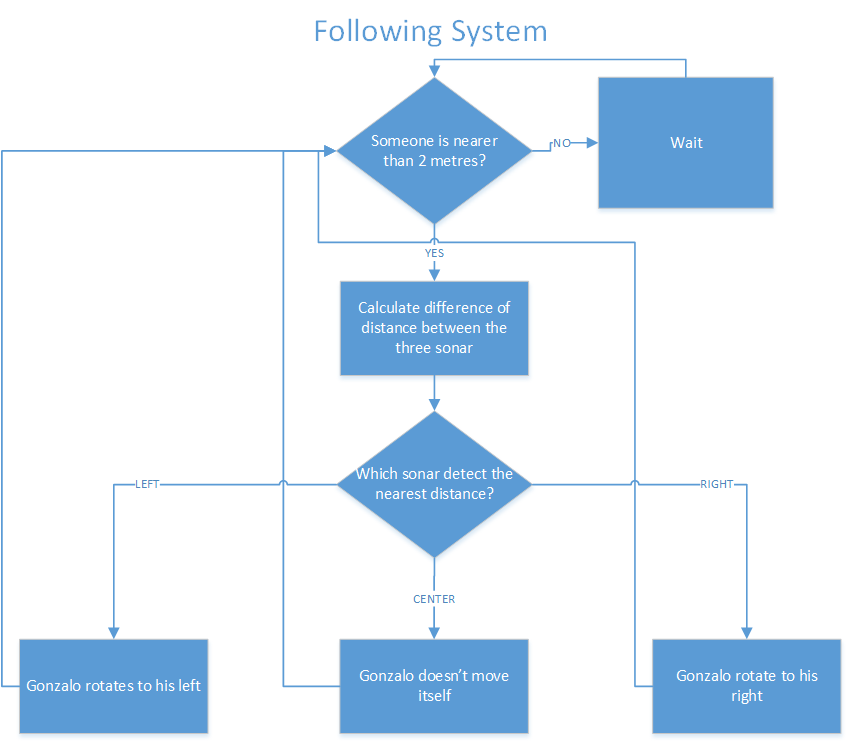 Following System
Someone is nearer
than 2 metres?
NO
Wait
YES
Calculate difference of
distance between the
three sonar
Which sonar detect the
nearest distance?
LEFT
RIGHT
CENTER
Gonzalo rotates to his left
Gonzalo doesn't move
itself
Gonzalo rotate to his
right